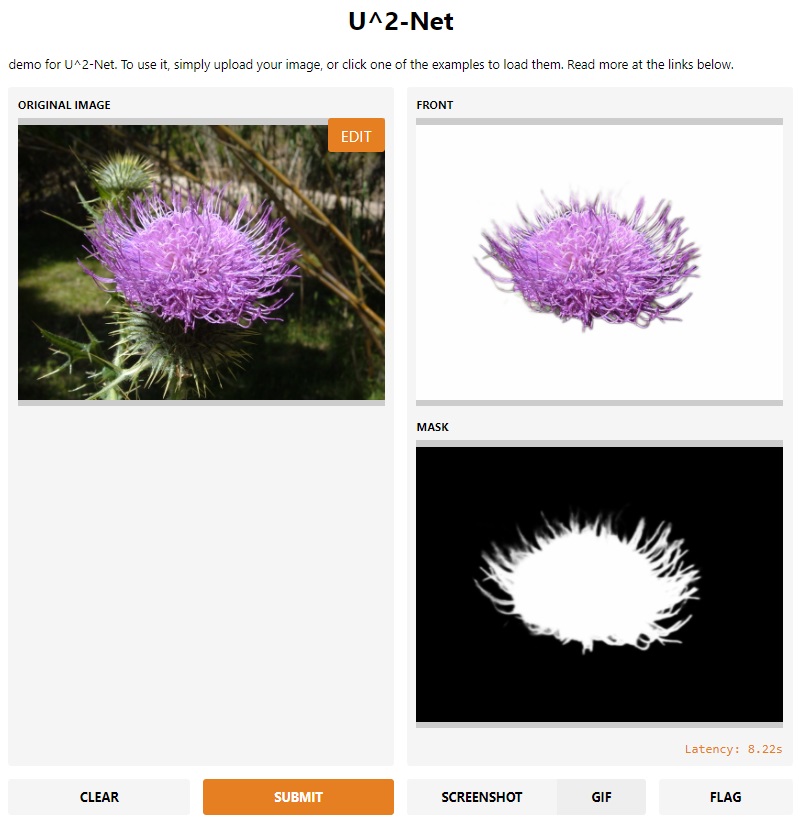 U^2-Net
demo for U^2-Net. To use it, simply upload your image, or click one of the examples to load them. Read more at the links below.
ORIGINAL IMAGE
EDIT
FRONT
MASK
Latency: 8.22s
CLEAR
SUBMIT
SCREENSHOT
GIF
FLAG